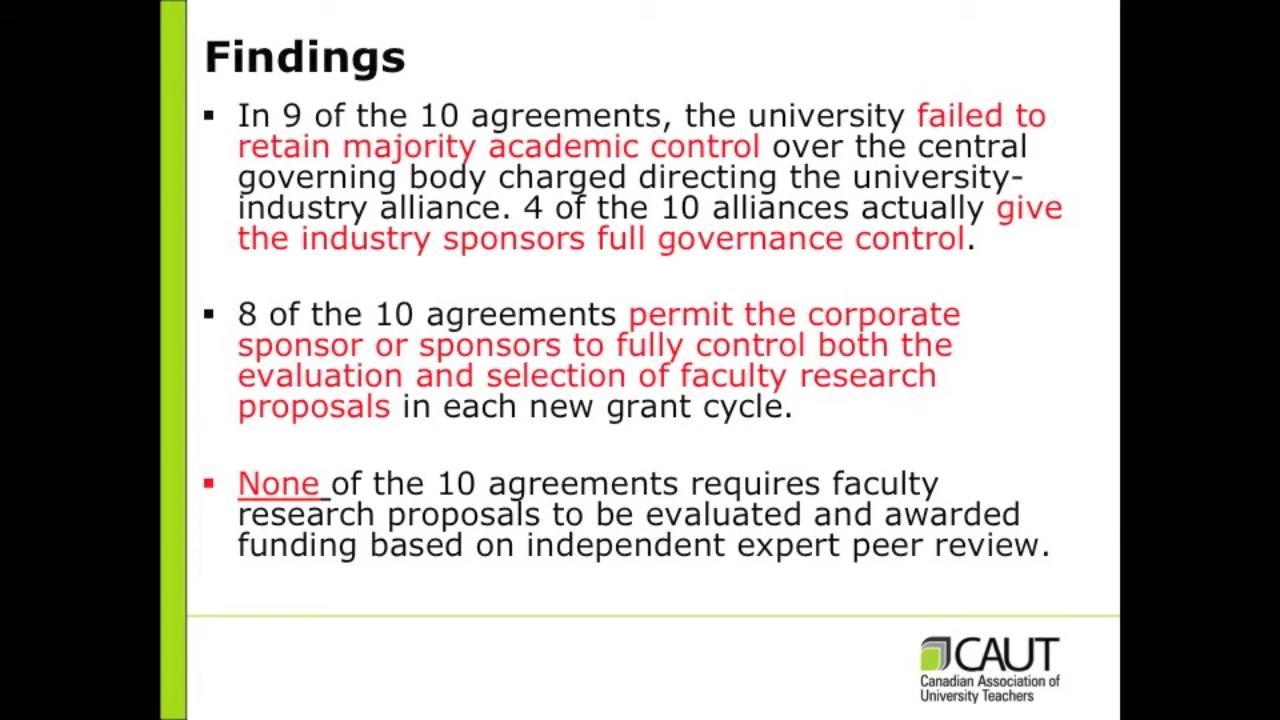 Findings
▪ In 9 of the 10 agreements, the university failed to
retain majority academic control over the central
governing body charged directing the university-
industry alliance. 4 of the 10 alliances actually give
the industry sponsors full governance control.
▪ 8 of the 10 agreements permit the corporate
sponsor or sponsors to fully control both the
evaluation and selection of faculty research
proposals in each new grant cycle.
▪ None of the 10 agreements requires faculty
research proposals to be evaluated and awarded
funding based on independent expert peer review.
CAUT
Canadian Association of
University Teachers